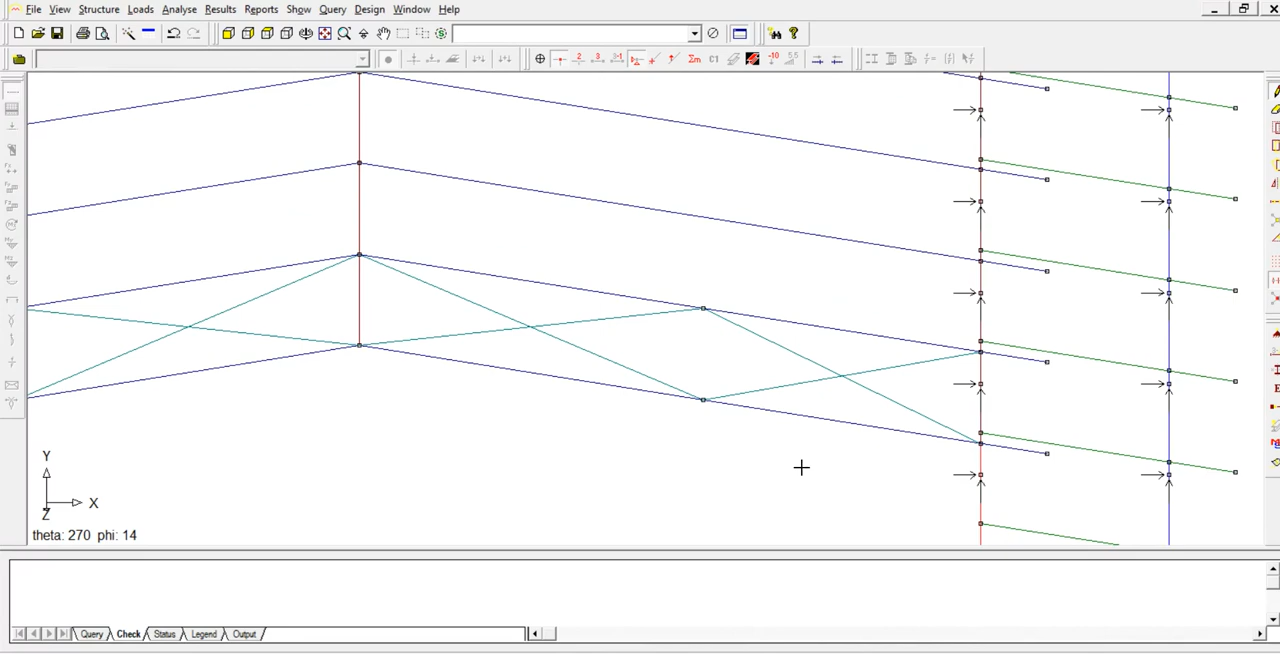 File View Structure Loads Analyse Results Reports Show Query Design Window Help
C1
Y
X
Z
theta: 270 phi: 14
Query Check Status Legend Output